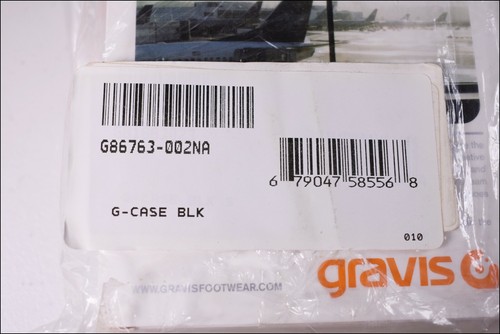 G86763-002NA
6 79047 58556 8
G-CASE BLK
010
gravis
WWW.GRAVISFOOTWEAR.COM